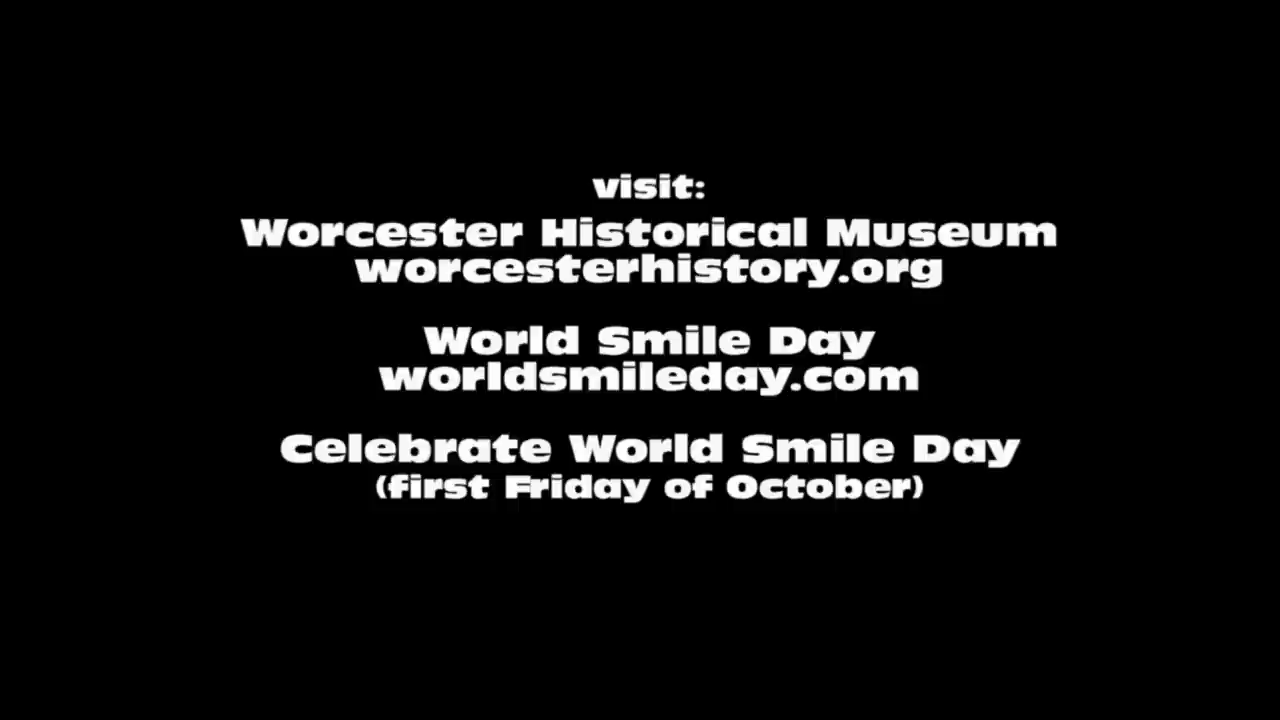 visit:
Worcester Historical Museum
worcesterhistory.org
World Smile Day
worldsmileday.com
Celebrate World Smile Day
(first Friday of October)